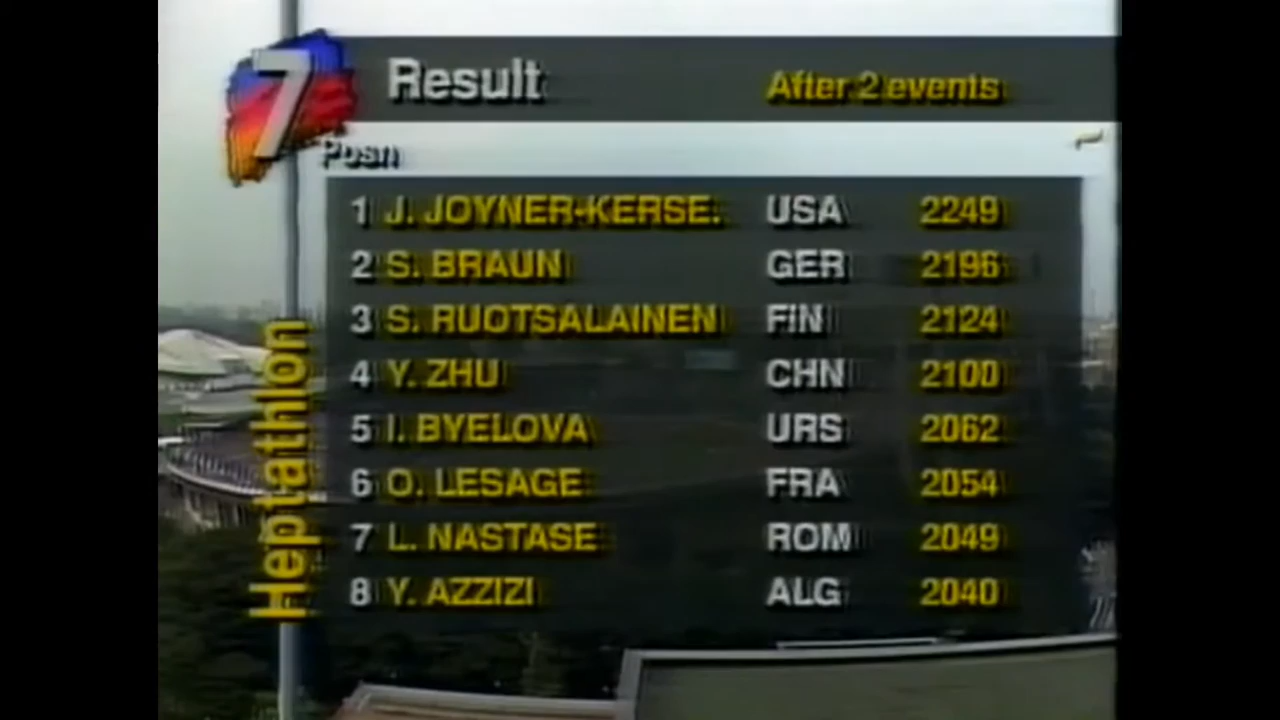 7 Result After 2 events
Posn
Heptathlon
1 J. JOYNER-KERSE. USA 2249
2 S. BRAUN GER 2196
3 S. RUOTSALAINEN FIN 2124
4 Y. ZHU CHN 2100
5 I. BYELOVA URS 2062
6 O. LESAGE FRA 2054
7 L. NASTASE ROM 2049
8 Y. AZZIZI ALG 2040